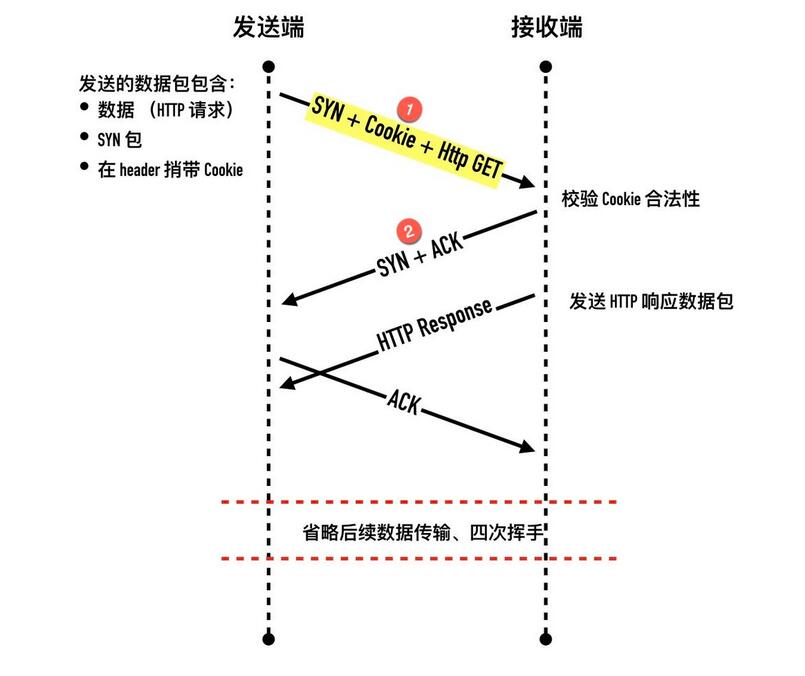 发送端
接收端
发送的数据包包含：
● 数据 （HTTP 请求）
● SYN 包
● 在 header 捎带 Cookie
1
SYN + Cookie + Http GET
校验 Cookie 合法性
2
SYN + ACK
发送 HTTP 响应数据包
HTTP Response
ACK
省略后续数据传输、四次挥手